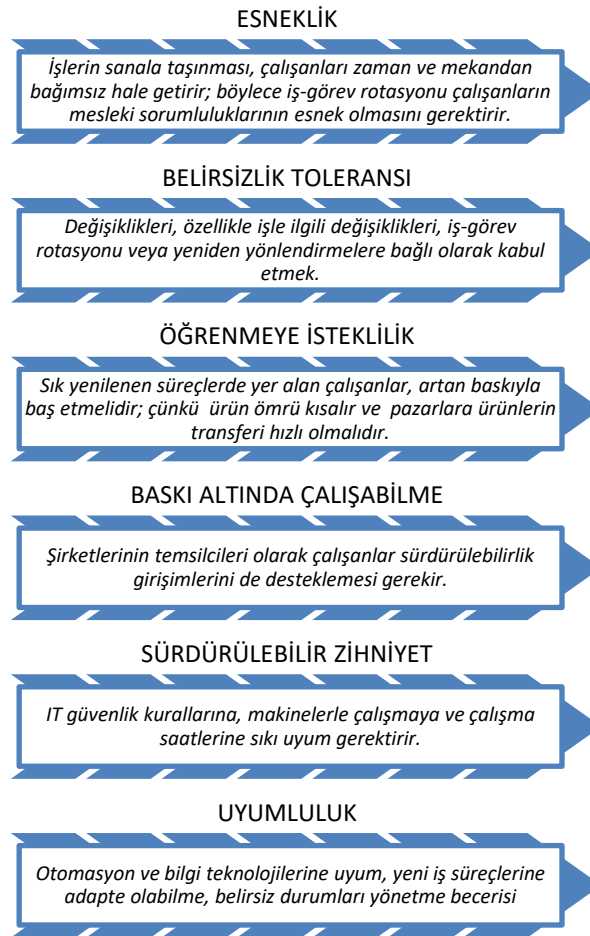 ESNEKLİK
İşlerin sanala taşınması, çalışanları zaman ve mekandan
bağımsız hale getirir; böylece iş-görev rotasyonu çalışanların
mesleki sorumluluklarının esnek olmasını gerektirir.
BELİRSİZLİK TOLERANSI
Değişiklikleri, özellikle işle ilgili değişiklikleri, iş-görev
rotasyonu veya yeniden yönlendirmelere bağlı olarak kabul
etmek.
ÖĞRENMEYE İSTEKLİLİK
Sık yenilenen süreçlerde yer alan çalışanlar, artan baskıyla
baş etmelidir; çünkü ürün ömrü kısalır ve pazarlara ürünlerin
transferi hızlı olmalıdır.
BASKI ALTINDA ÇALIŞABİLME
Şirketlerinin temsilcileri olarak çalışanlar sürdürülebilirlik
girişimlerini de desteklemesi gerekir.
SÜRDÜRÜLEBİLİR ZİHNİYET
IT güvenlik kurallarına, makinelerle çalışmaya ve çalışma
saatlerine sıkı uyum gerektirir.
UYUMLULUK
Otomasyon ve bilgi teknolojilerine uyum, yeni iş süreçlerine
adapte olabilme, belirsiz durumları yönetme becerisi